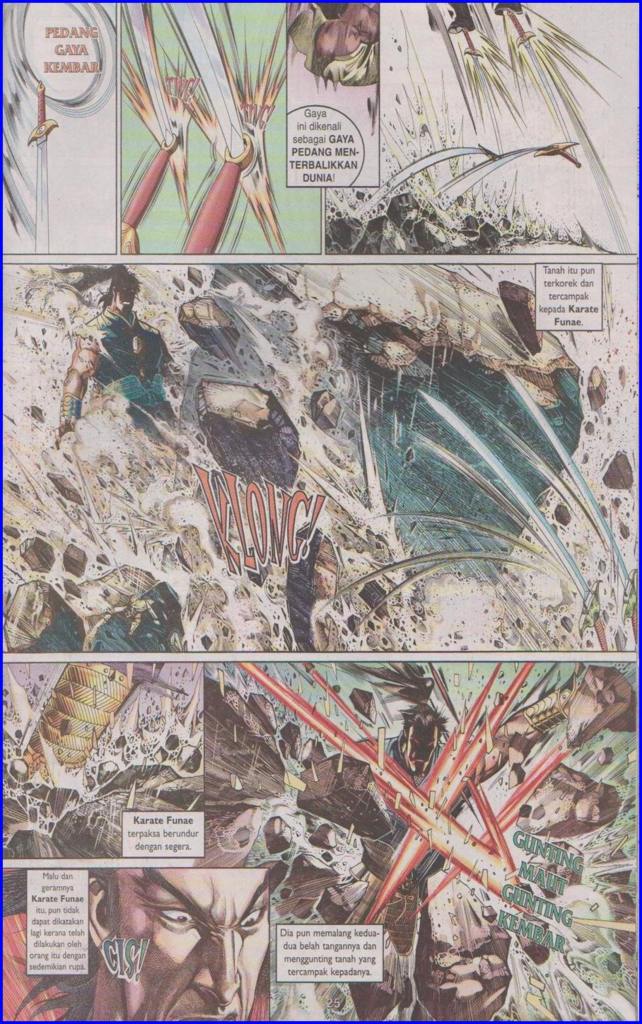 PEDANG
GAYA
KEMBAR
TING!
TING!
Gaya
ini dikenali
sebagai GAYA
PEDANG MEN-
TERBALIKKAN
DUNIA!
Tanah itu pun
terkorek dan
tercampak
kepada Karate
Funae.
KLONG!
Karate Funae
terpaksa berundur
dengan segera.
GUNTING
MAUT
GUNTING
KEMBAR
Malu dan
geramnya
Karate Funae
itu, pun tidak
dapat dikatakan
lagi kerana telah
dilakukan oleh
orang itu dengan
sedemikian rupa.
CIS!
Dia pun memalang kedua-
dua belah tangannya dan
menggunting tanah yang
tercampak kepadanya.
25